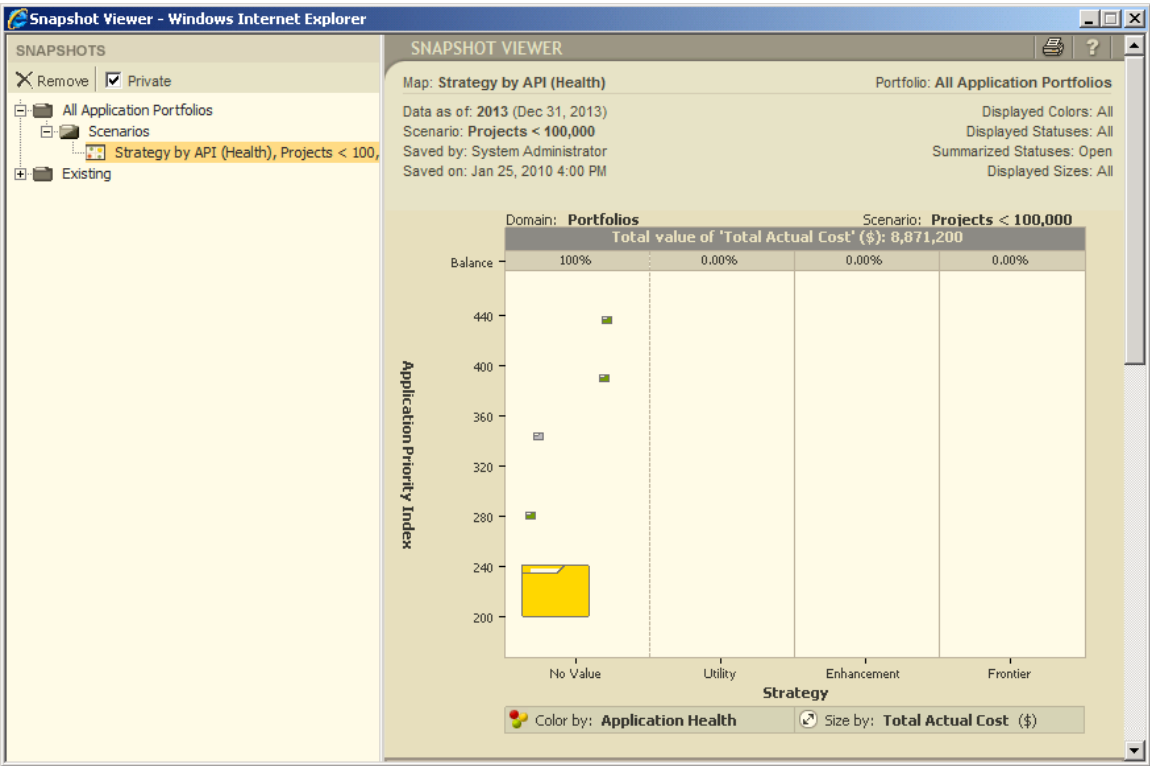 Snapshot Viewer - Windows Internet Explorer
SNAPSHOTS
Remove Private
All Application Portfolios
Scenarios
Strategy by API (Health), Projects < 100,
Existing
SNAPSHOT VIEWER ?
Map: Strategy by API (Health) Portfolio: All Application Portfolios
Data as of: 2013 (Dec 31, 2013) Displayed Colors: All
Scenario: Projects < 100,000 Displayed Statuses: All
Saved by: System Administrator Summarized Statuses: Open
Saved on: Jan 25, 2010 4:00 PM Displayed Sizes: All
Domain: Portfolios Scenario: Projects < 100,000
Total value of 'Total Actual Cost' ($): 8,871,200
Balance 100% 0.00% 0.00% 0.00%
440
400
360
320
280
240
200
Application Priority Index
No Value Utility Enhancement Frontier
Strategy
Color by: Application Health Size by: Total Actual Cost ($)